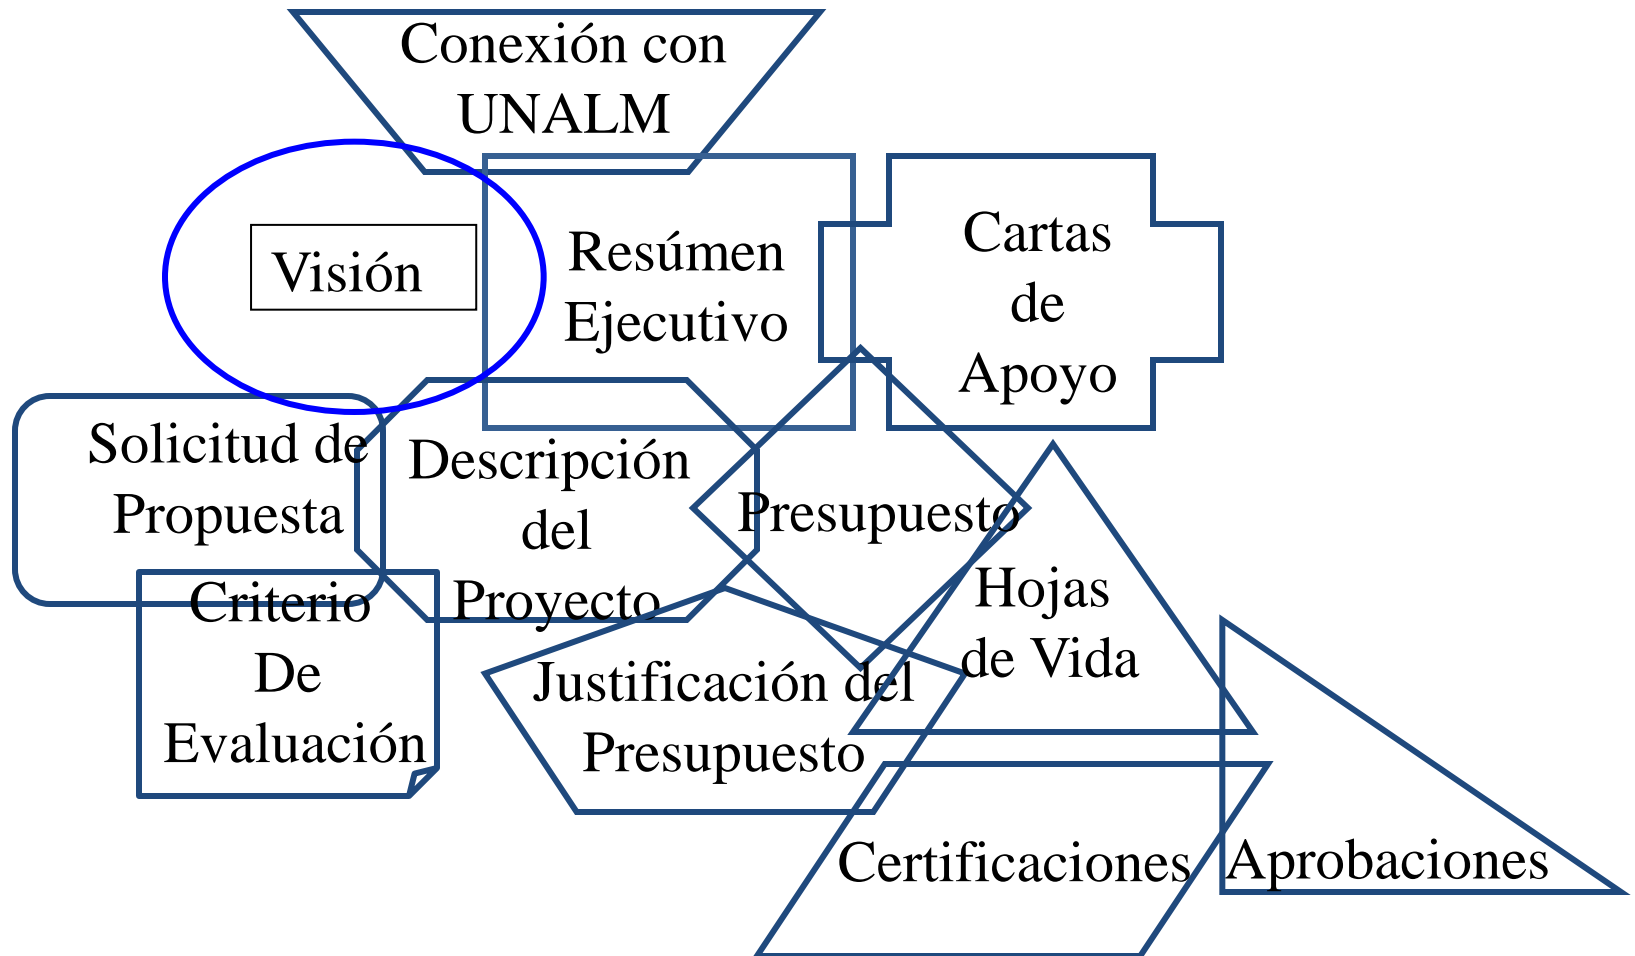 Conexión con
UNALM
Visión
Resúmen
Ejecutivo
Cartas
de
Apoyo
Solicitud de
Propuesta
Descripción
del
Proyecto
Presupuesto
Hojas
de Vida
Criterio
De
Evaluación
Justificación del
Presupuesto
Certificaciones
Aprobaciones